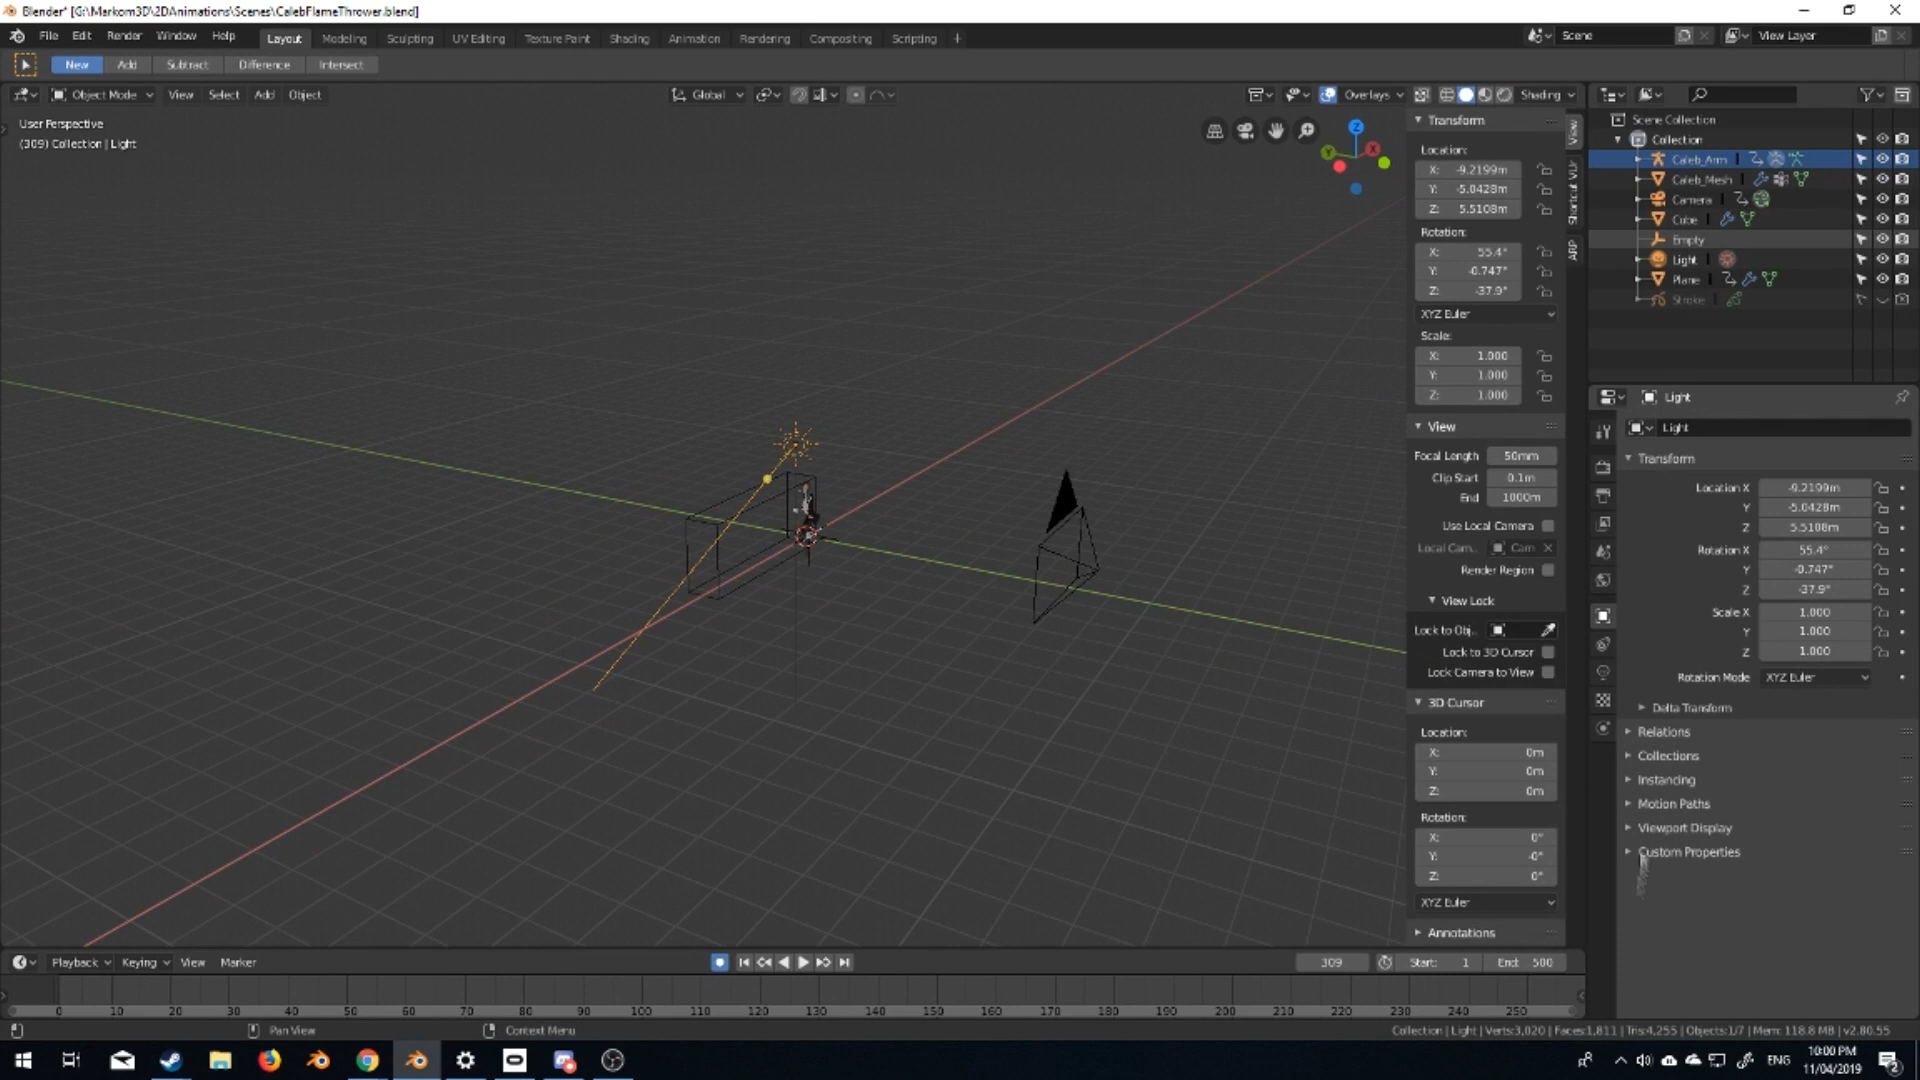 Blender* [G:\Markom3D\2DAnimations\Scenes\CalebFlameThrower.blend]
File Edit Render Window Help Layout Modeling Sculpting UV Editing Texture Paint Shading Animation Rendering Compositing Scripting + Scene View Layer
New Add Subtract Difference Intersect
Object Mode View Select Add Object Global Overlays Shading
User Perspective
(309) Collection | Light
Z
Y
X
Transform
Location:
X: -9.2199m
Y: -5.0428m
Z: 5.5108m
Rotation:
X: 55.4°
Y: -0.747°
Z: -37.9°
XYZ Euler
Scale:
X: 1.000
Y: 1.000
Z: 1.000
View
Focal Length 50mm
Clip Start 0.1m
End 1000m
Use Local Camera
Local Cam.. Cam
Render Region
View Lock
Lock to Obj..
Lock to 3D Cursor
Lock Camera to View
3D Cursor
Location:
X: 0m
Y: 0m
Z: 0m
Rotation:
X: 0°
Y: -0°
Z: 0°
XYZ Euler
Annotations
View
Shortcut VUr
ARP
Scene Collection
Collection
Caleb_Arm
Caleb_Mesh
Camera
Cube
Empty
Light
Plane
Stroke
Light
Light
Transform
Location X -9.2199m
Y -5.0428m
Z 5.5108m
Rotation X 55.4°
Y -0.747°
Z -37.9°
Scale X 1.000
Y 1.000
Z 1.000
Rotation Mode XYZ Euler
Delta Transform
Relations
Collections
Instancing
Motion Paths
Viewport Display
Custom Properties
Playback Keying View Marker 309 Start: 1 End: 500
0 10 20 30 40 50 60 70 80 90 100 110 120 130 140 150 160 170 180 190 200 210 220 230 240 250
Pan View Context Menu Collection | Light | Verts:3,020 | Faces:1,811 | Tris:4,255 | Objects:1/7 | Mem: 118.8 MB | v2.80.55
ENG 10:00 PM
11/04/2019
2